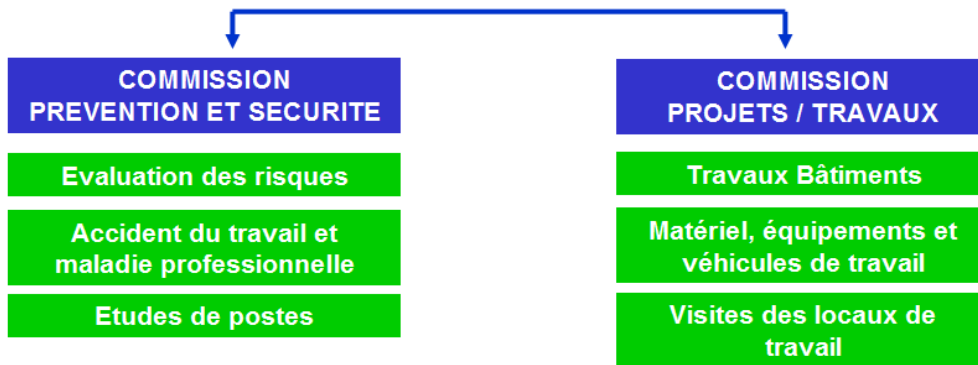 COMMISSION
PREVENTION ET SECURITE
Evaluation des risques
Accident du travail et
maladie professionnelle
Etudes de postes
COMMISSION
PROJETS / TRAVAUX
Travaux Bâtiments
Matériel, équipements et
véhicules de travail
Visites des locaux de
travail